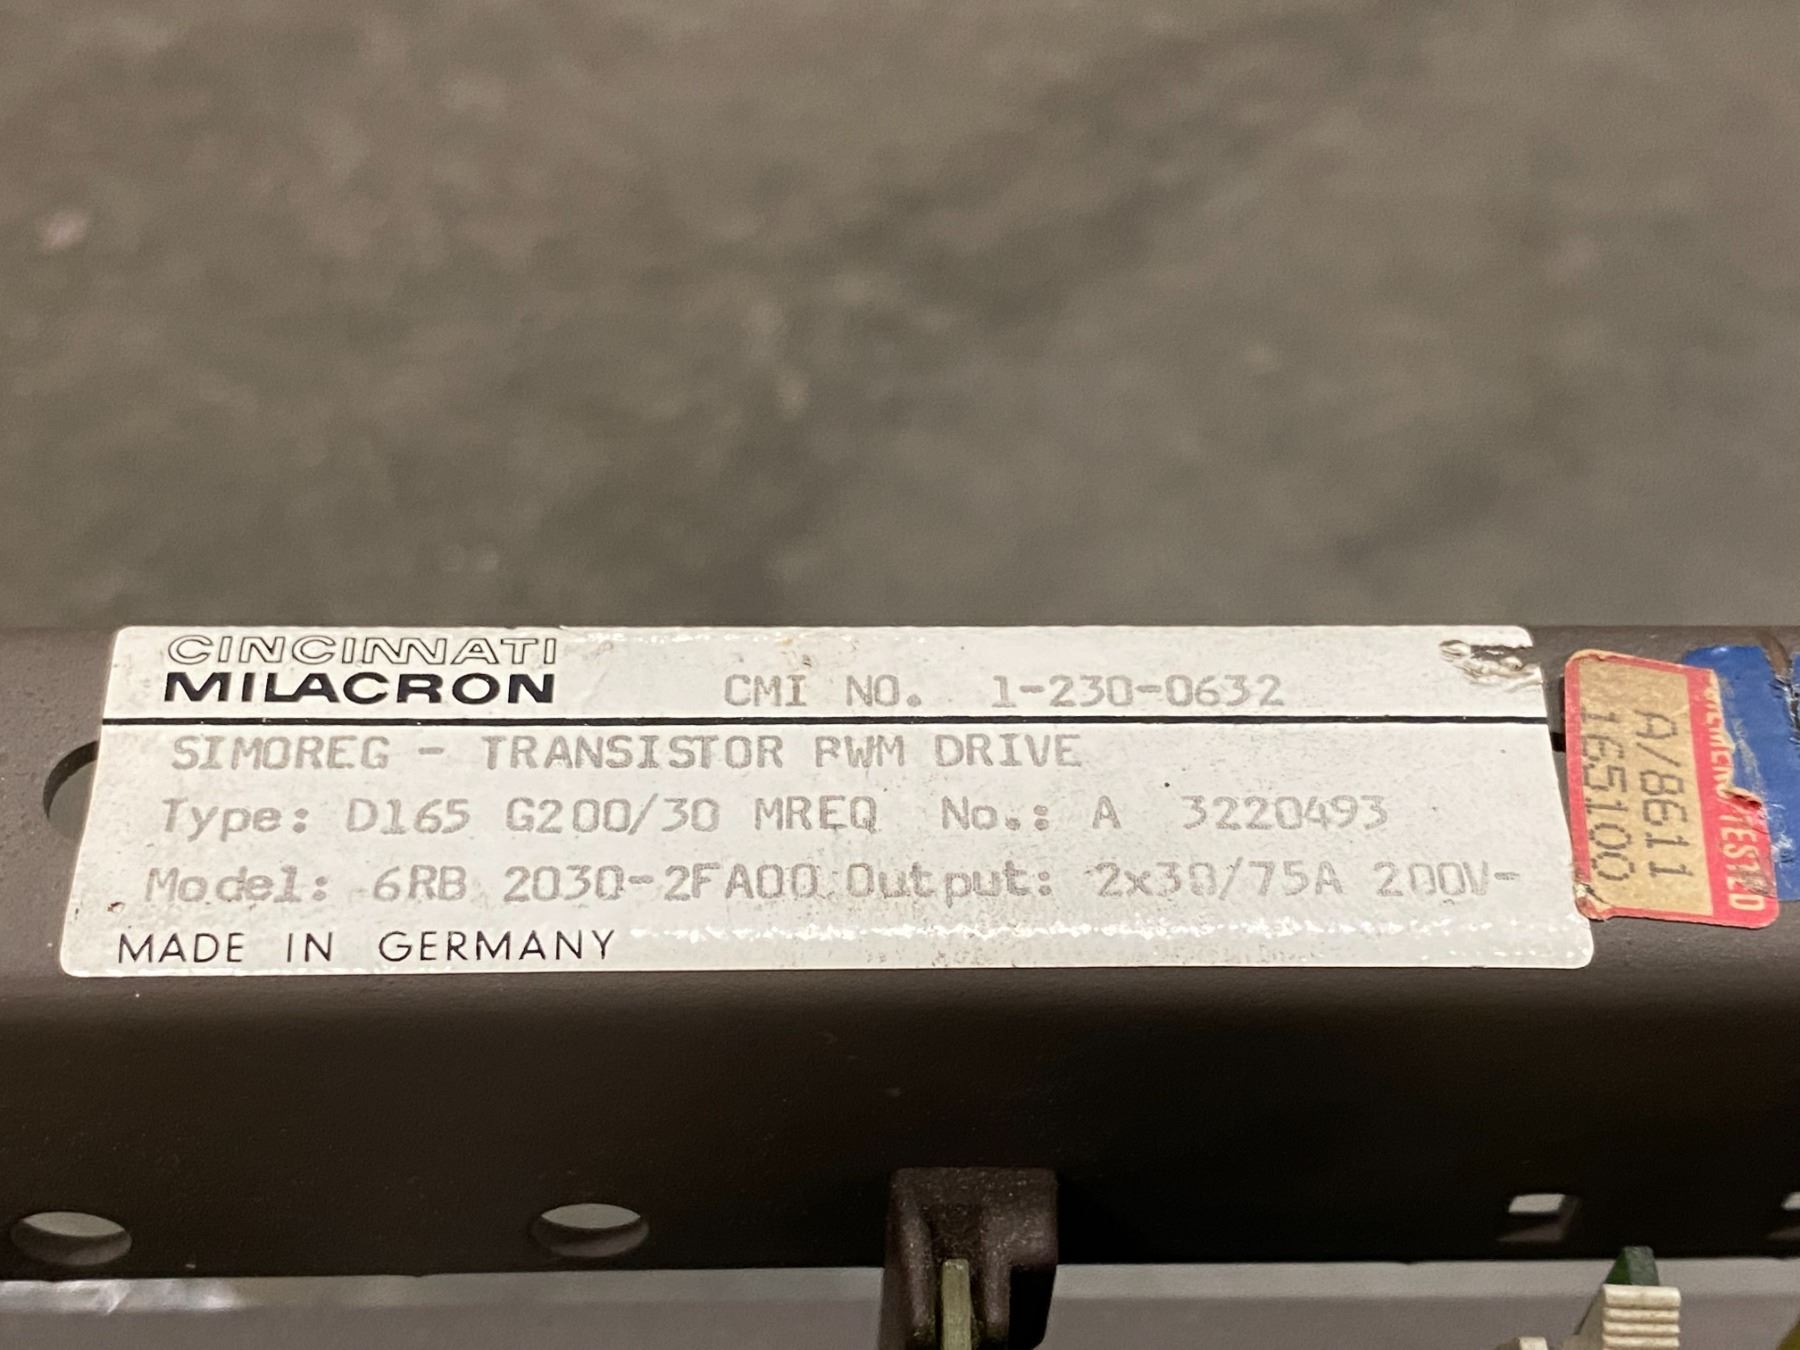 CINCINNATI
MILACRON
CMI NO. 1-230-0632
SIMOREG - TRANSISTOR PWM DRIVE
Type: D165 G200/30 MREQ No.: A 3220493
Model: 6RB 2030-2FA00 Output: 2x30/75A 200V-
MADE IN GERMANY
SIEMENS/TESTED
A/8611
165100